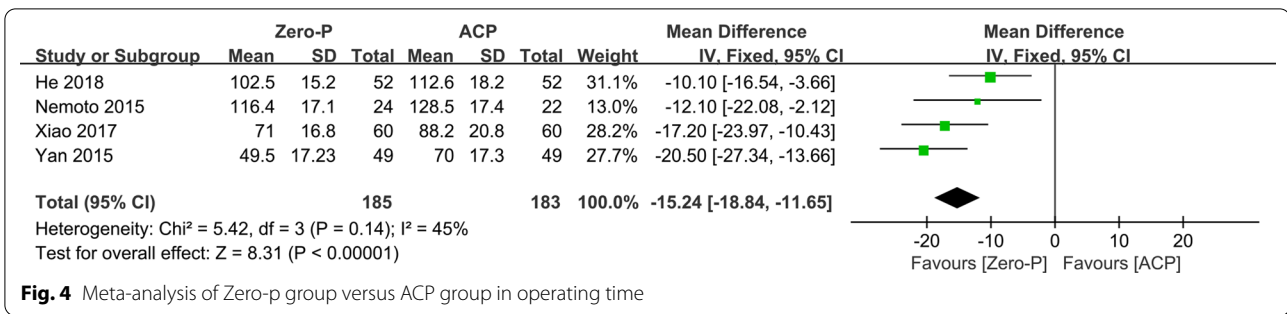 Zero-P ACP Mean Difference Mean Difference
Study or Subgroup Mean SD Total Mean SD Total Weight IV, Fixed, 95% CI IV, Fixed, 95% CI
He 2018 102.5 15.2 52 112.6 18.2 52 31.1% -10.10 [-16.54, -3.66]
Nemoto 2015 116.4 17.1 24 128.5 17.4 22 13.0% -12.10 [-22.08, -2.12]
Xiao 2017 71 16.8 60 88.2 20.8 60 28.2% -17.20 [-23.97, -10.43]
Yan 2015 49.5 17.23 49 70 17.3 49 27.7% -20.50 [-27.34, -13.66]
Total (95% CI) 185 183 100.0% -15.24 [-18.84, -11.65]
Heterogeneity: Chi² = 5.42, df = 3 (P = 0.14); I² = 45%
Test for overall effect: Z = 8.31 (P < 0.00001)
-20 -10 0 10 20
Favours [Zero-P] Favours [ACP]
Fig. 4 Meta-analysis of Zero-p group versus ACP group in operating time